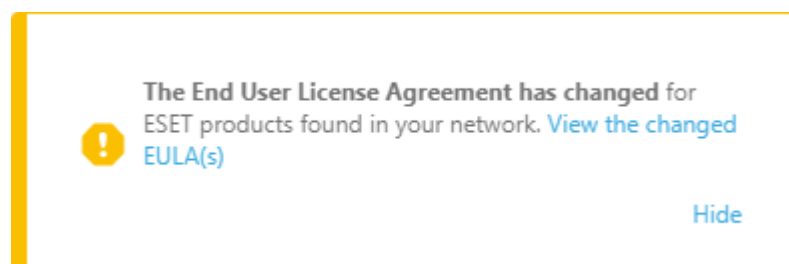 The End User License Agreement has changed for
ESET products found in your network. View the changed
EULA(s)
Hide